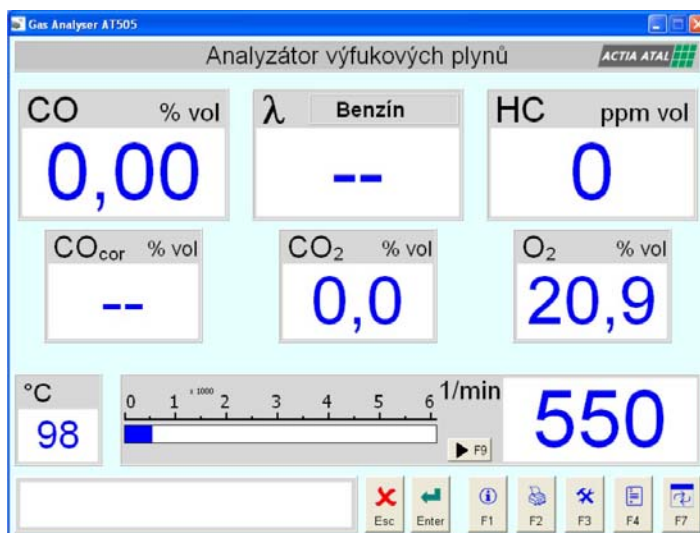 Gas Analyser AT505
Analyzátor výfukových plynů
ACTIA ATAL
CO % vol
0,00
λ Benzín
--
HC ppm vol
0
COcor % vol
--
CO2 % vol
0,0
O2 % vol
20,9
°C
98
x 1000
0 1 2 3 4 5 6
1/min
F9
550
Esc
Enter
F1
F2
F3
F4
F7